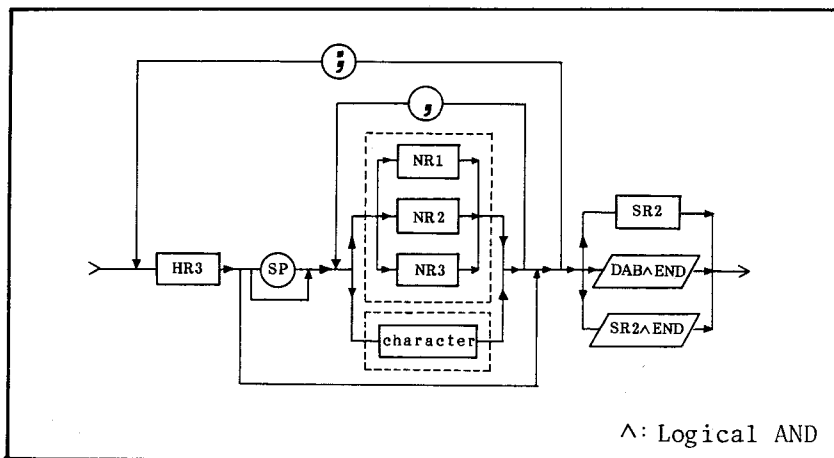 ;
,
NR1
NR2
SR2
HR3
SP
NR3
DAB∧END
character
SR2∧END
∧: Logical AND